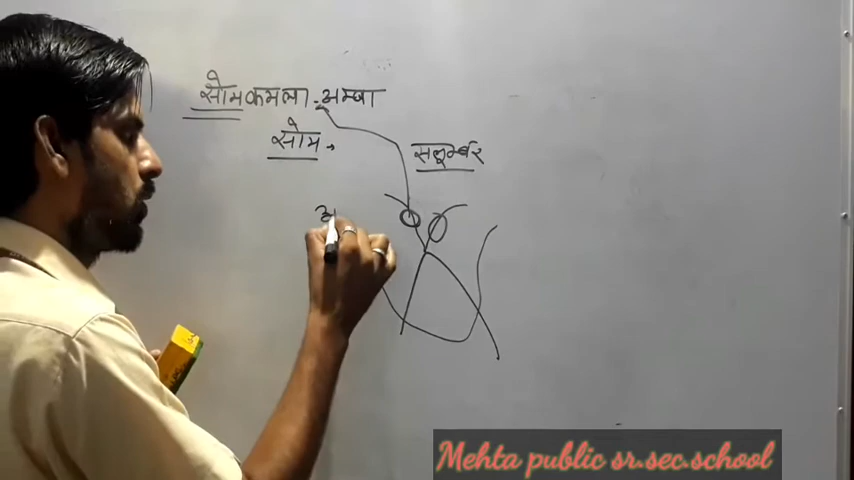 सोमकमला - अम्बा
सोम →
सलूम्बर
अ
Mehta public sr.sec.school